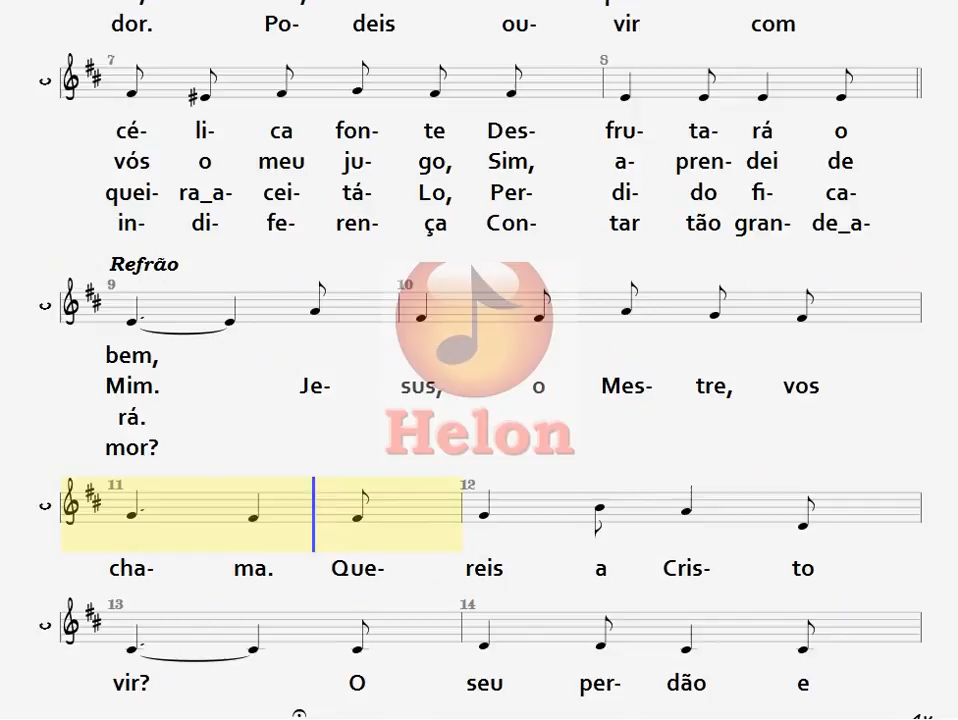 dor. Po- deis ou- vir com
7 8
cé- li- ca fon- te Des- fru- ta- rá o
vós o meu ju- go, Sim, a- pren- dei de
quei- ra_a- cei- tá- Lo, Per- di- do fi- ca-
in- di- fe- ren- ça Con- tar tão gran- de_a-
Refrão
9 10
bem,
Mim. Je- sus, o Mes- tre, vos
rá.
mor?
Helon
11 12
cha- ma. Que- reis a Cris- to
13 14
vir? O seu per- dão e